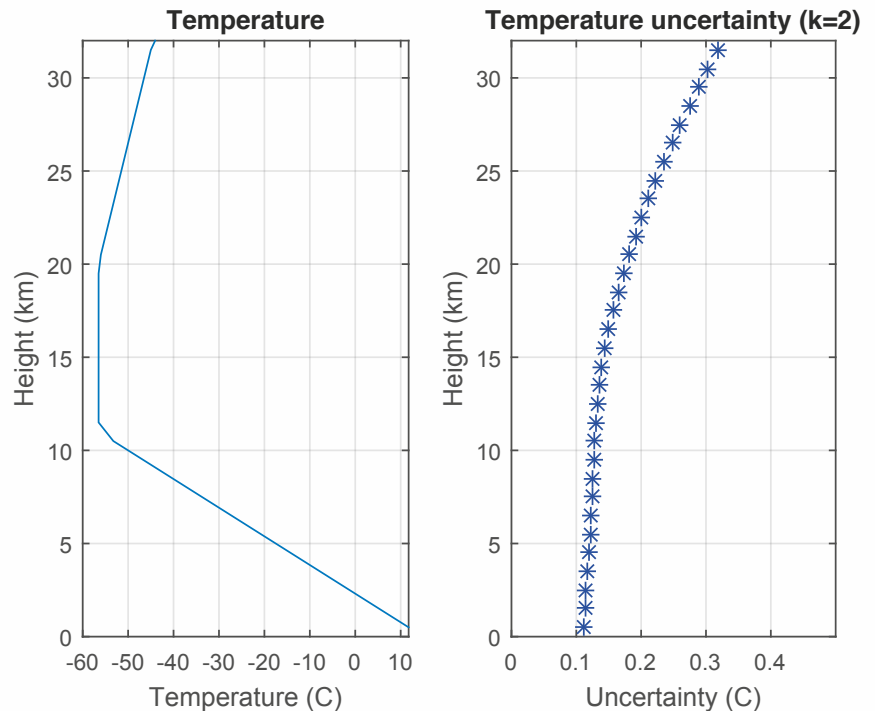 Temperature
30
25
20
15
10
5
0
Height (km)
-60 -50 -40 -30 -20 -10 0 10
Temperature (C)
Temperature uncertainty (k=2)
30
25
20
15
10
5
0
Height (km)
0 0.1 0.2 0.3 0.4
Uncertainty (C)